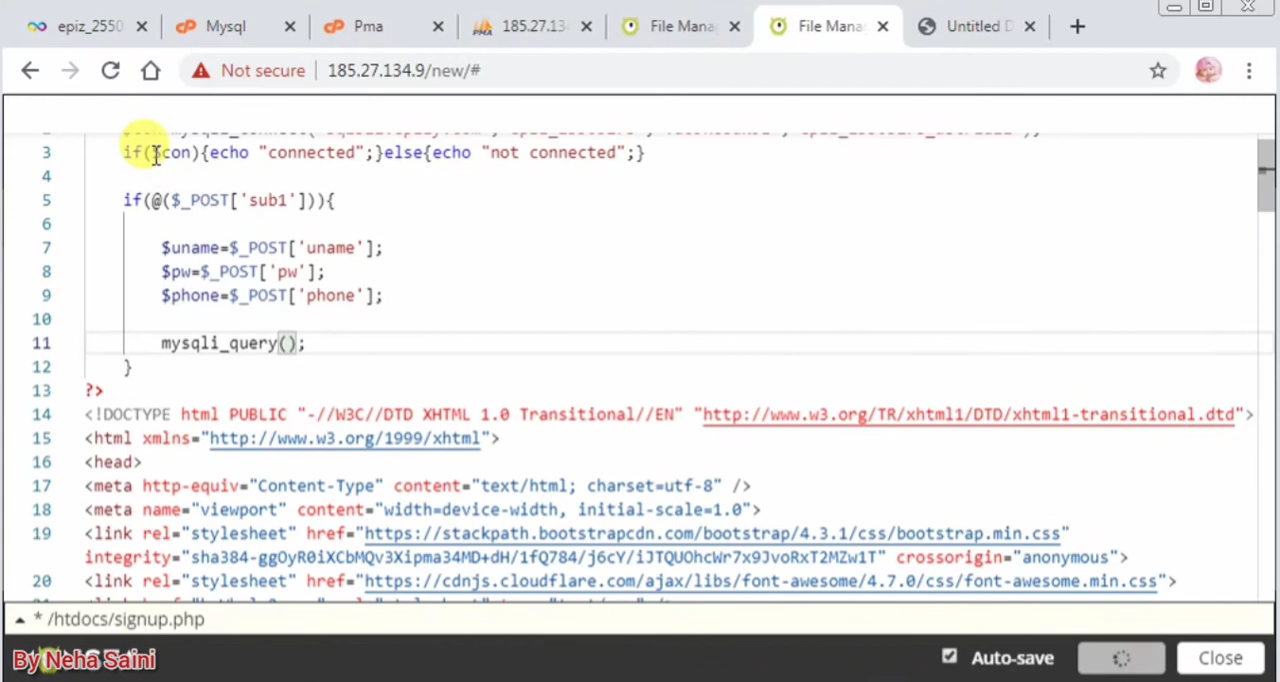 epiz_2550
Mysql
Pma
185.27.13
File Mana
File Mana
Untitled D
Not secure
185.27.134.9/new/#
3 if($con){echo "connected";}else{echo "not connected";}
4
5 if(@($_POST['sub1'])){
6
7 $uname=$_POST['uname'];
8 $pw=$_POST['pw'];
9 $phone=$_POST['phone'];
10
11 mysqli_query();
12 }
13 ?>
14 <!DOCTYPE html PUBLIC "-//W3C//DTD XHTML 1.0 Transitional//EN" "http://www.w3.org/TR/xhtml1/DTD/xhtml1-transitional.dtd">
15 <html xmlns="http://www.w3.org/1999/xhtml">
16 <head>
17 <meta http-equiv="Content-Type" content="text/html; charset=utf-8" />
18 <meta name="viewport" content="width=device-width, initial-scale=1.0">
19 <link rel="stylesheet" href="https://stackpath.bootstrapcdn.com/bootstrap/4.3.1/css/bootstrap.min.css"
integrity="sha384-ggOyR0iXCbMQv3Xipma34MD+dH/1fQ784/j6cY/iJTQUOhcWr7x9JvoRxT2MZw1T" crossorigin="anonymous">
20 <link rel="stylesheet" href="https://cdnjs.cloudflare.com/ajax/libs/font-awesome/4.7.0/css/font-awesome.min.css">
* /htdocs/signup.php
By Neha Saini
Auto-save
Close